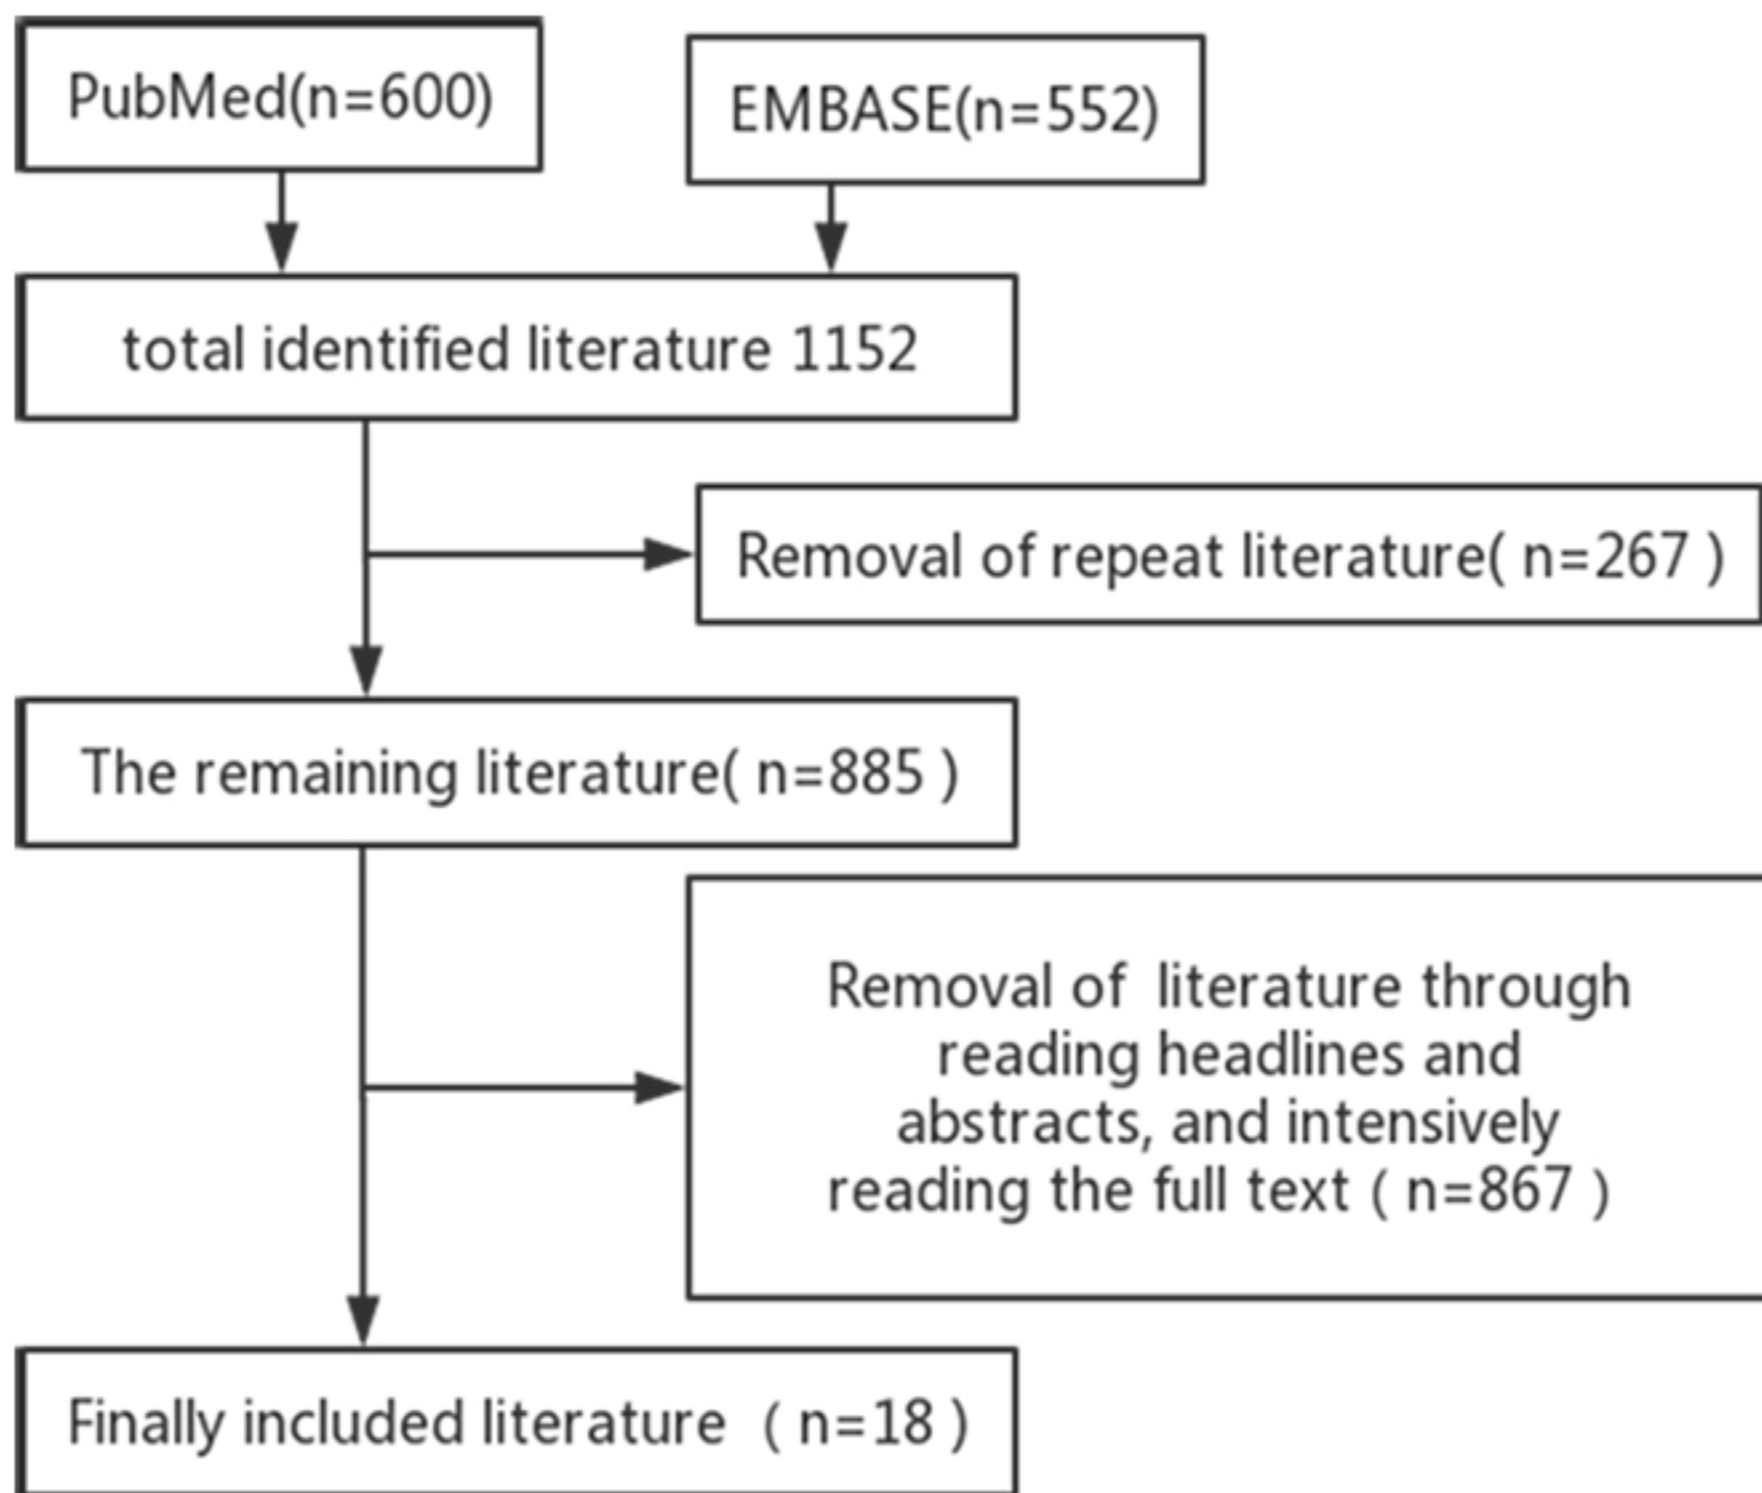 PubMed(n=600)
EMBASE(n=552)
total identified literature 1152
Removal of repeat literature( n=267 )
The remaining literature( n=885 )
Removal of literature through
reading headlines and
abstracts, and intensively
reading the full text ( n=867 )
Finally included literature ( n=18 )